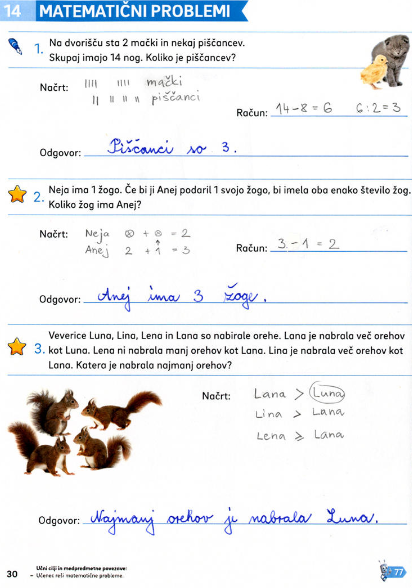 14 MATEMATIČNI PROBLEMI
1. Na dvorišču sta 2 mački in nekaj piščancev.
Skupaj imajo 14 nog. Koliko je piščancev?
Načrt: |||| |||| mački
|| || || || piščanci
Račun: 14 - 8 = 6 6 : 2 = 3
Odgovor: Piščanci so 3.
2. Neja ima 1 žogo. Če bi ji Anej podaril 1 svojo žogo, bi imela oba enako število žog.
Koliko žog ima Anej?
Načrt: Neja ⊗ + ⊗ = 2
Anej 2 + 1 = 3
Račun: 3 - 1 = 2
Odgovor: Anej ima 3 žoge.
3. Veverice Luna, Lina, Lena in Lana so nabirale orehe. Lana je nabrala več orehov
kot Luna. Lena ni nabrala manj orehov kot Lana. Lina je nabrala več orehov kot
Lana. Katera je nabrala najmanj orehov?
Načrt: Lana > Luna
Lina > Lana
Lena ⩾ Lana
Odgovor: Najmanj orehov ji nabrala Luna.
30
Učni cilji in medpredmetne povezave:
- Učenec reši matematične probleme.
77